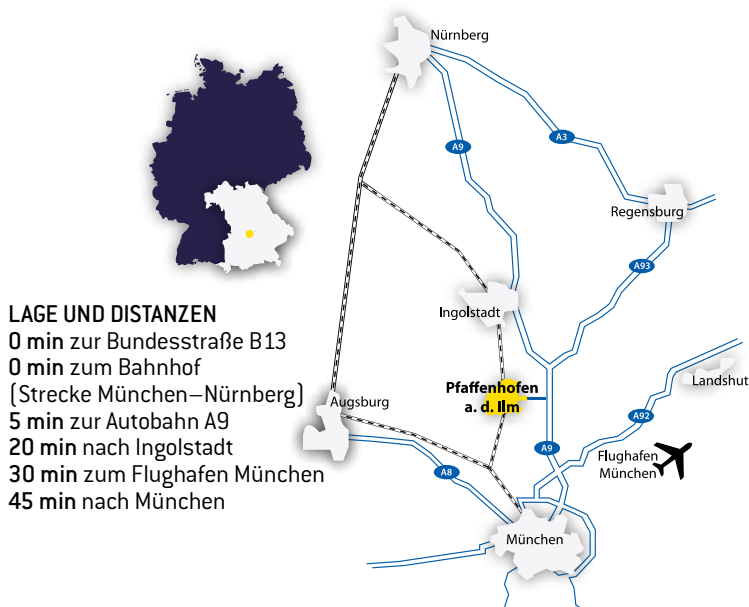 Nürnberg
A9
A3
Regensburg
A93
Ingolstadt
LAGE UND DISTANZEN
0 min zur Bundesstraße B13
0 min zum Bahnhof
(Strecke München–Nürnberg)
5 min zur Autobahn A9
20 min nach Ingolstadt
30 min zum Flughafen München
45 min nach München
Pfaffenhofen
a. d. Ilm
Landshut
Augsburg
A92
A9
Flughafen
München
A8
München